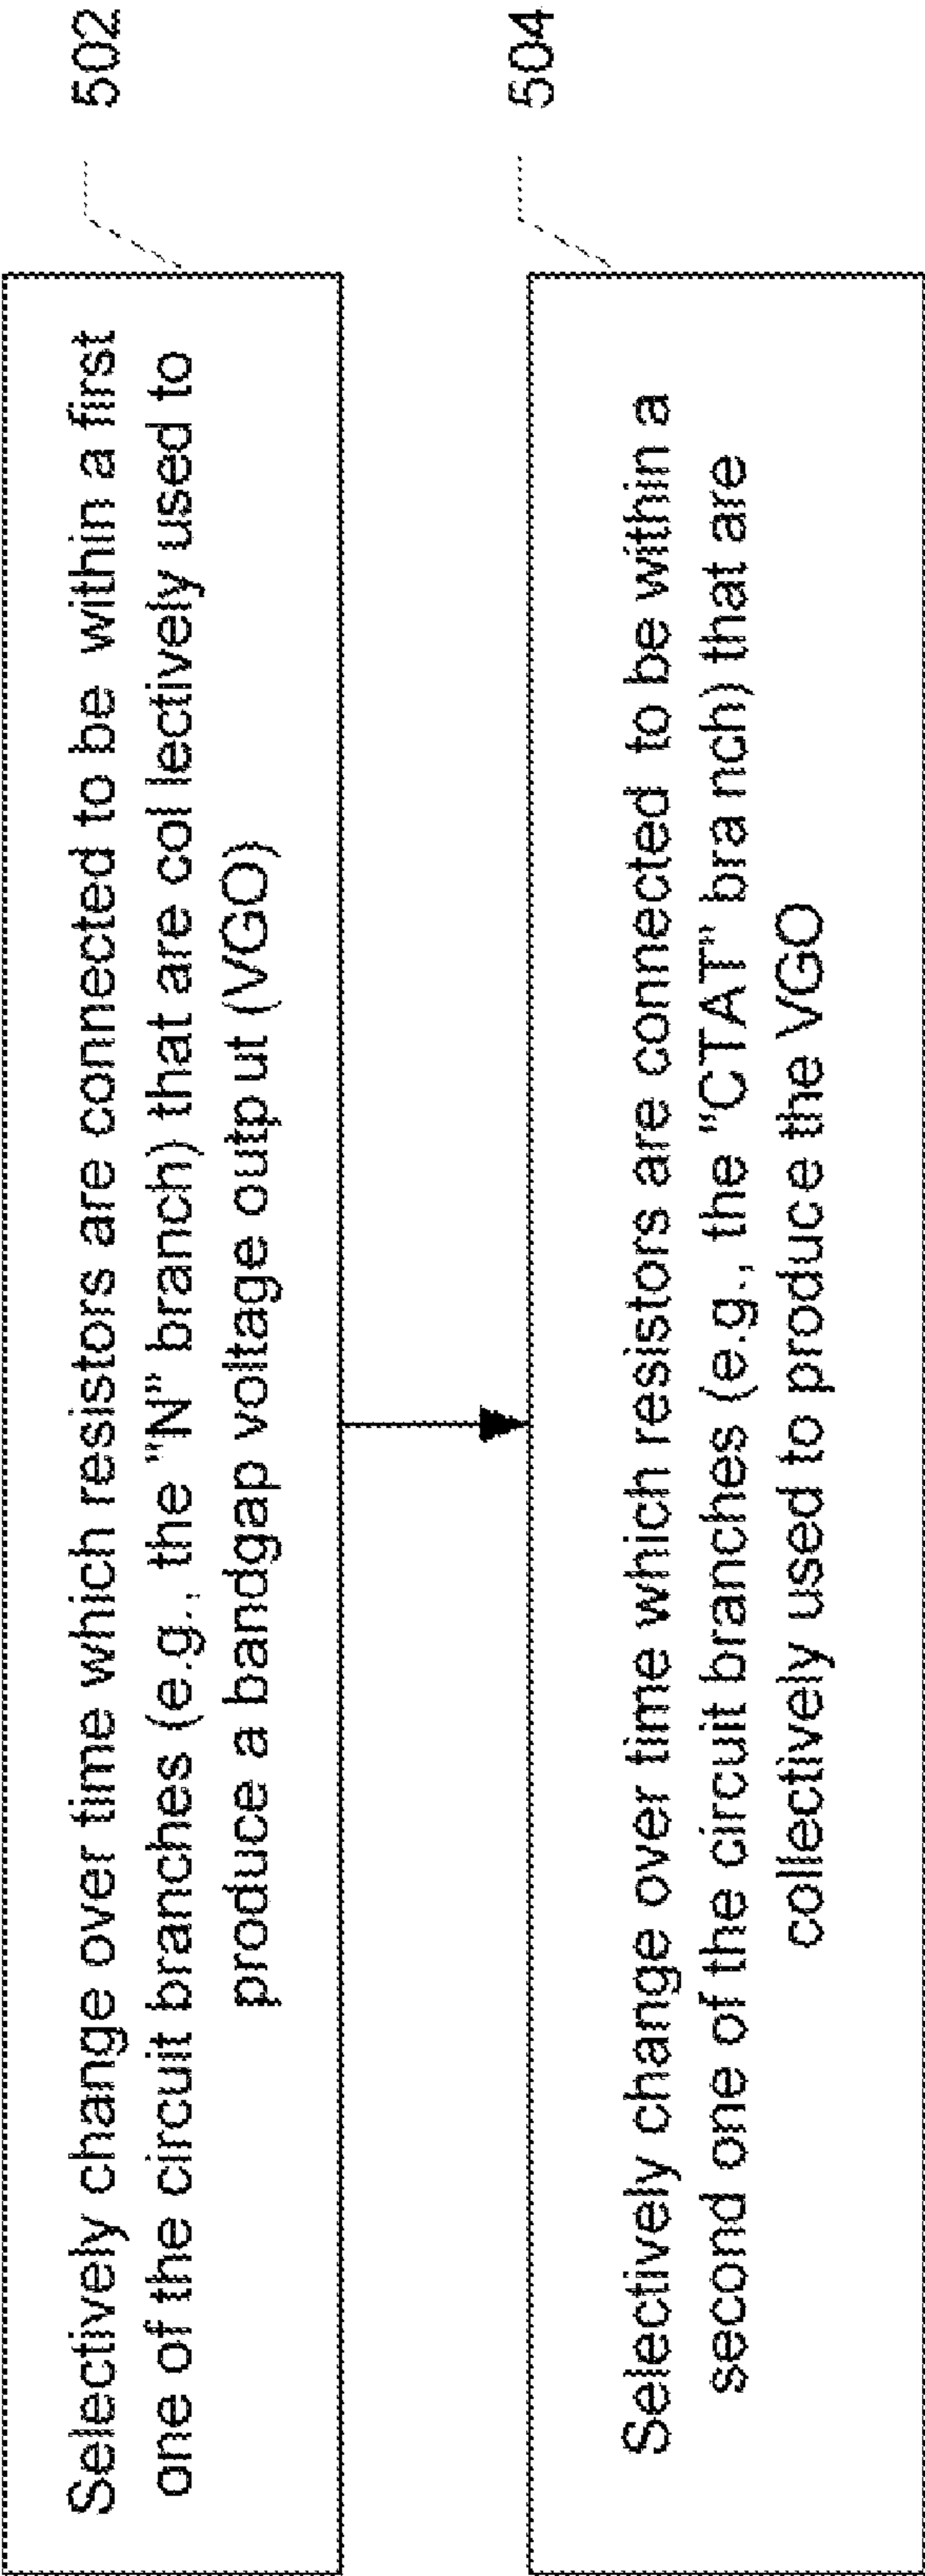 Selectively change over time which resistors are connected to be within a first
one of the circuit branches (e.g., the "N" branch) that are collectively used to
produce a bandgap voltage output (VGO)
502
Selectively change over time which resistors are connected to be within a
second one of the circuit branches (e.g., the "CTAT" branch) that are
collectively used to produce the VGO
504